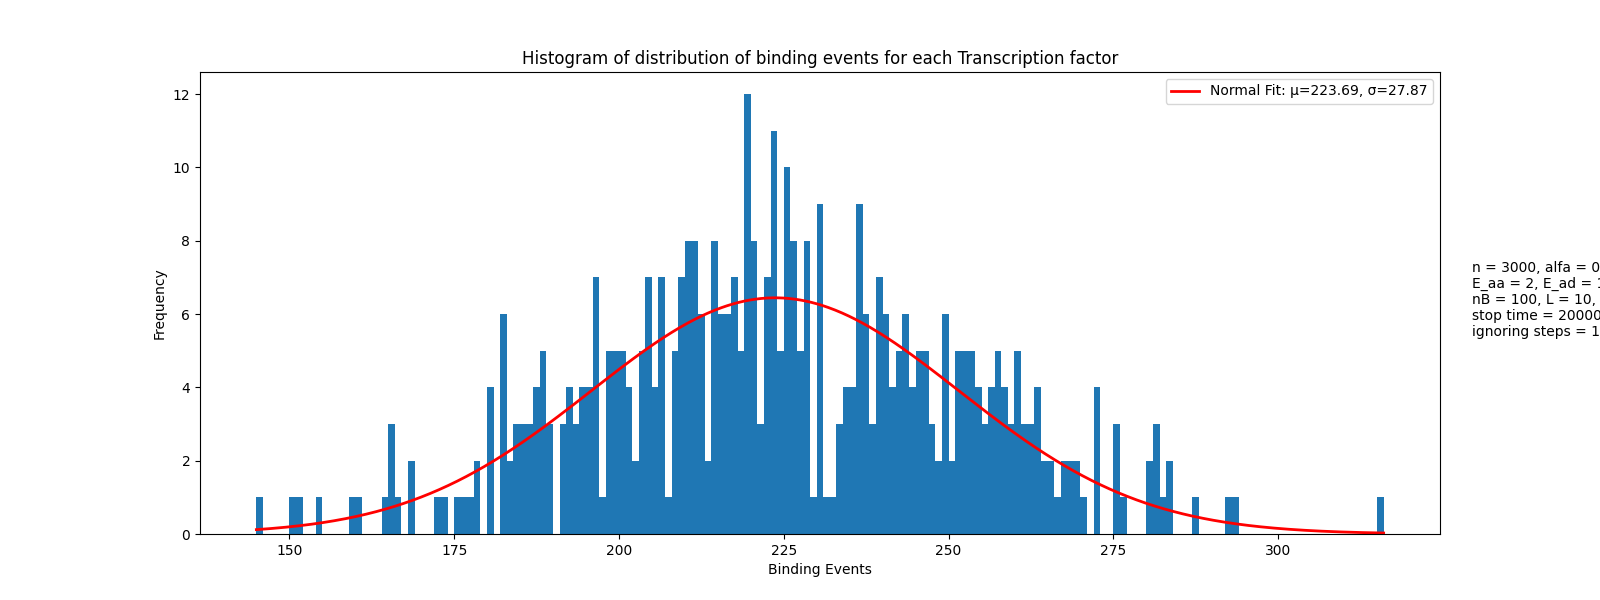 Histogram of distribution of binding events for each Transcription factor
Normal Fit: μ=223.69, σ=27.87
12
10
8
6
4
2
0
Frequency
150
175
200
225
250
275
300
Binding Events
n = 3000, alfa = 0
E_aa = 2, E_ad =
nB = 100, L = 10,
stop time = 20000
ignoring steps = 1